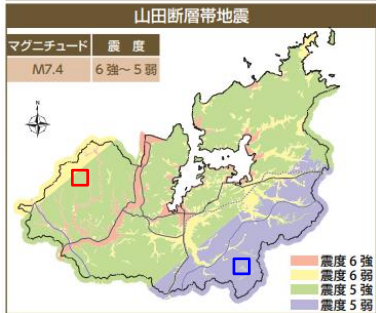 山田断層帯地震
マグニチュード 震 度
M7.4 6強～5弱
N
震度6強
震度6弱
震度5強
震度5弱